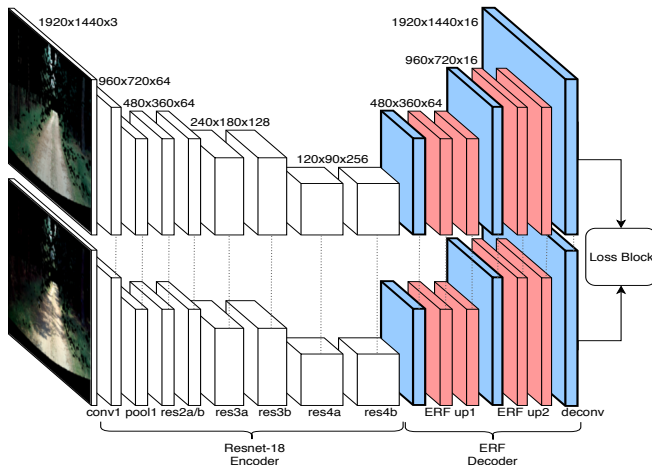 1920x1440x3
960x720x64
480x360x64
240x180x128
120x90x256
480x360x64
960x720x16
1920x1440x16
Loss Block
conv1 pool1 res2a/b res3a res3b res4a res4b ERF up1 ERF up2 deconv
Resnet-18
Encoder
ERF
Decoder